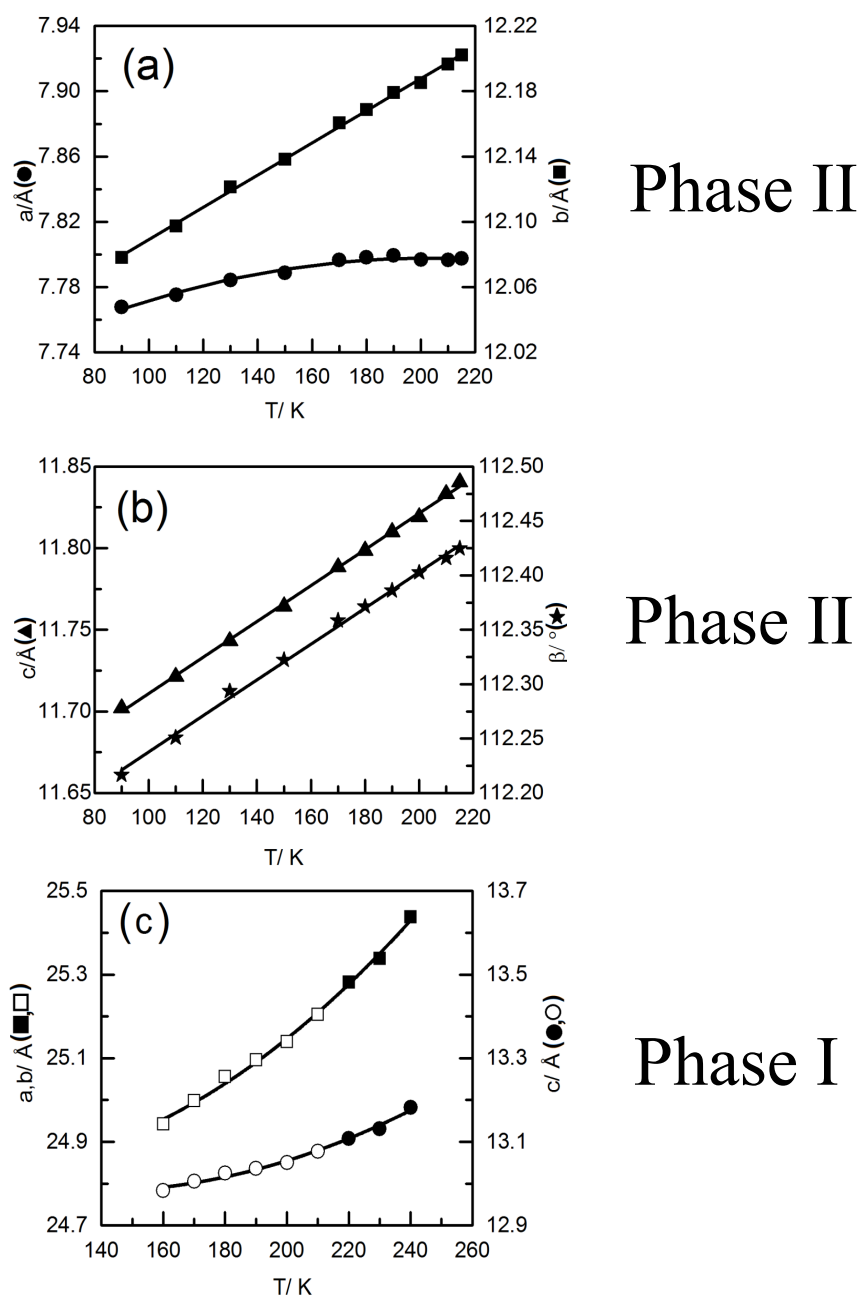 (a)
7.94
7.90
7.86
7.82
7.78
7.74
a/Å(●)
12.22
12.18
12.14
12.10
12.06
12.02
b/Å(■)
80 100 120 140 160 180 200 220
T/ K
Phase II
(b)
11.85
11.80
11.75
11.70
11.65
c/Å(▲)
112.50
112.45
112.40
112.35
112.30
112.25
112.20
β/ °(★)
80 100 120 140 160 180 200 220
T/ K
Phase II
(c)
25.5
25.3
25.1
24.9
24.7
a,b/ Å(■,□)
13.7
13.5
13.3
13.1
12.9
c/ Å(●,○)
140 160 180 200 220 240 260
T/ K
Phase I